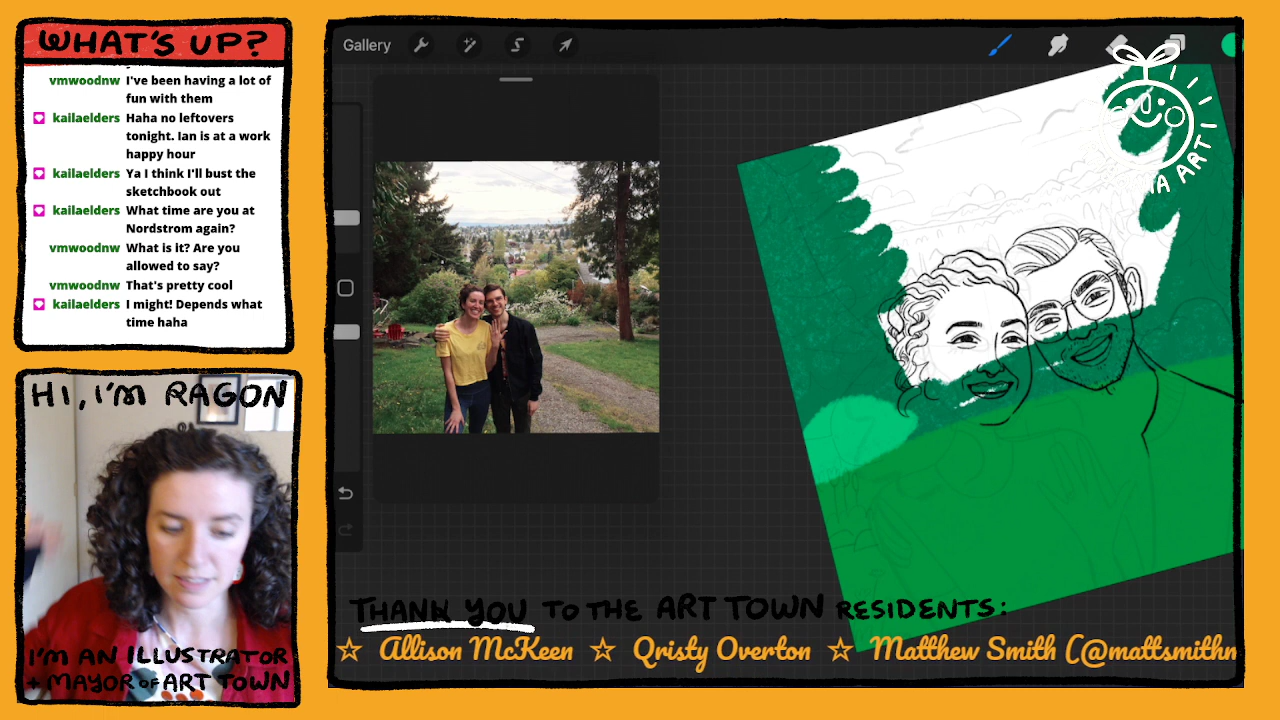 WHAT'S UP?
vmwoodnw I've been having a lot of
fun with them
kailaelders Haha no leftovers
tonight. Ian is at a work
happy hour
kailaelders Ya I think I'll bust the
sketchbook out
kailaelders What time are you at
Nordstrom again?
vmwoodnw What is it? Are you
allowed to say?
vmwoodnw That's pretty cool
kailaelders I might! Depends what
time haha
HI, I'M RAGON
I'M AN ILLUSTRATOR
+ MAYOR OF ART TOWN
Gallery
ART
THANK YOU TO THE ART TOWN RESIDENTS:
☆ Allison McKeen ☆ Qristy Overton ☆ Matthew Smith (@mattsmithn